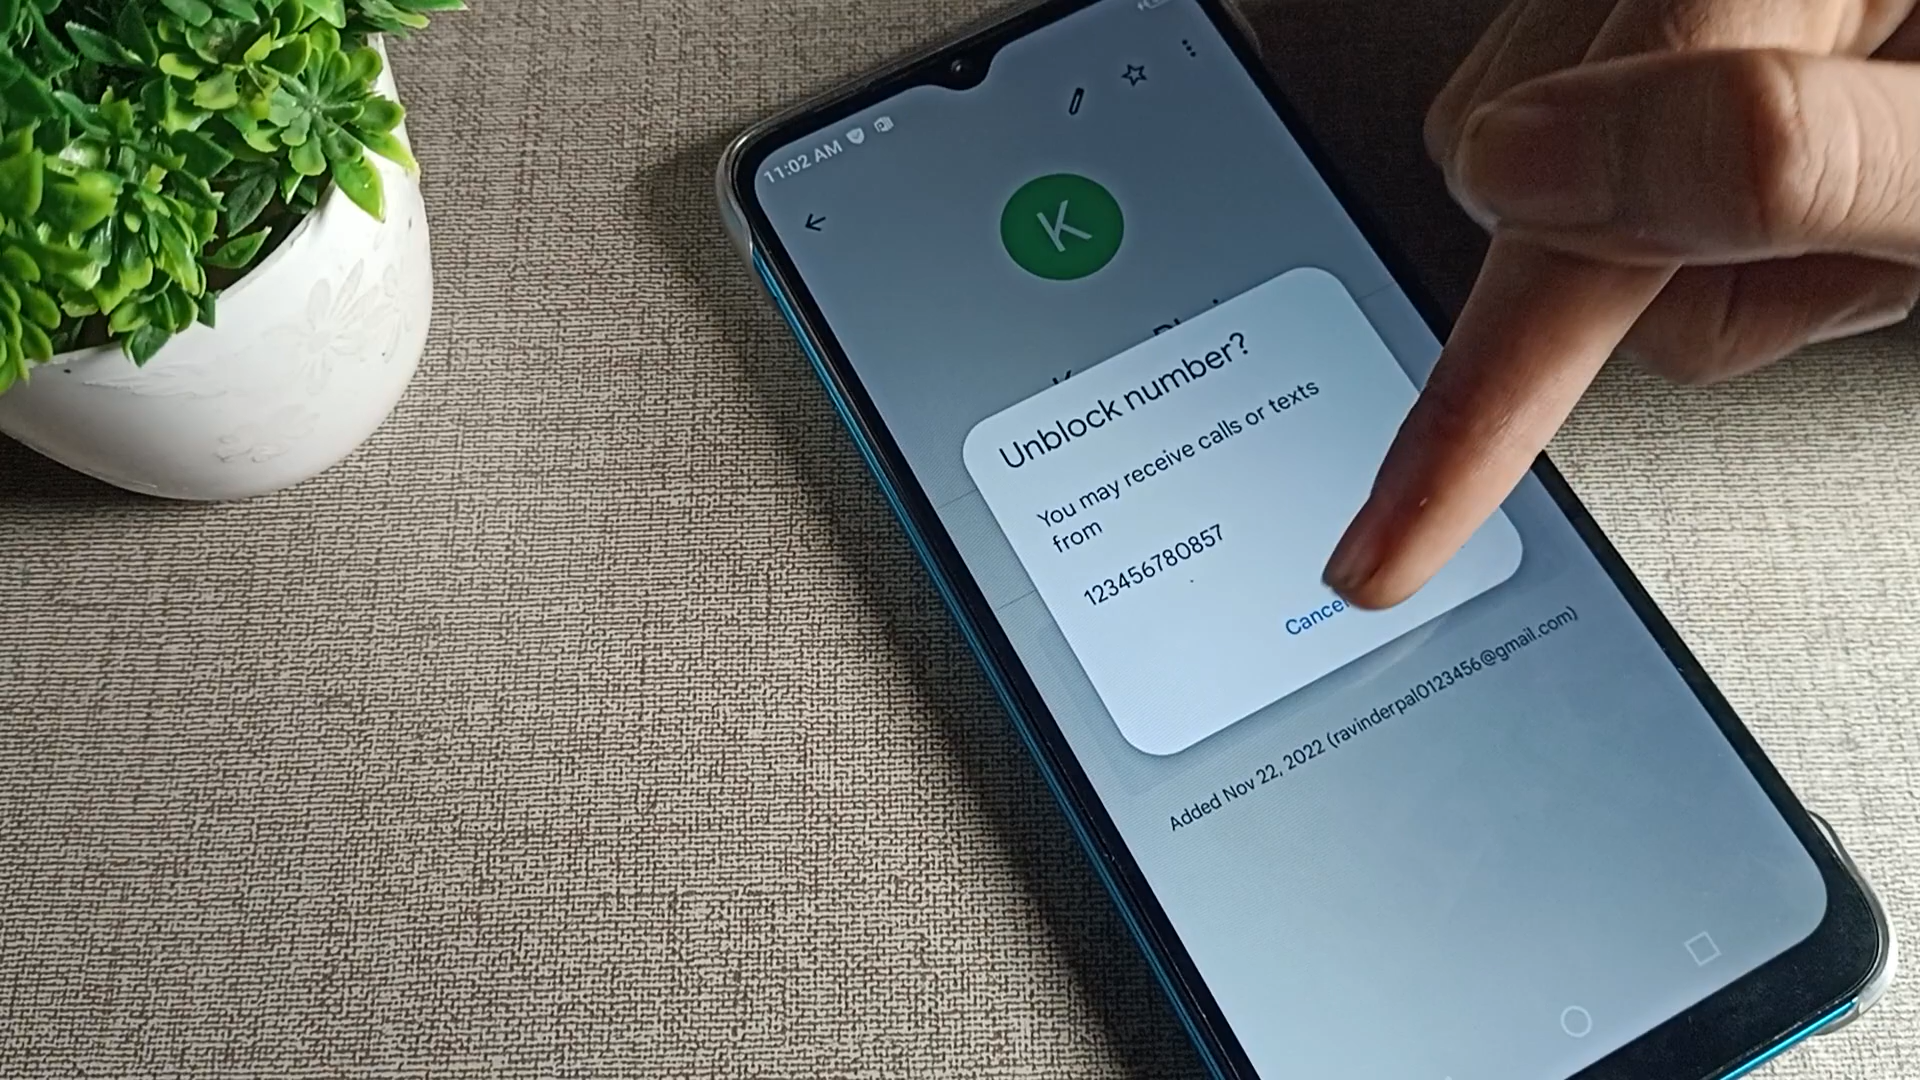 11:02 AM
K
Unblock number?
You may receive calls or texts
from
123456780857
Cancel
Added Nov 22, 2022 (ravinderpal0123456@gmail.com)